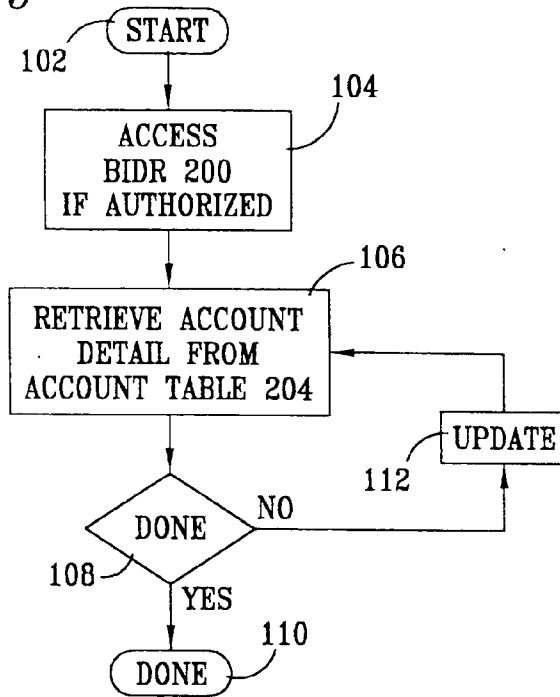 START
102
104
ACCESS
BIDR 200
IF AUTHORIZED
106
RETRIEVE ACCOUNT
DETAIL FROM
ACCOUNT TABLE 204
UPDATE
112
DONE
NO
108
YES
110
DONE